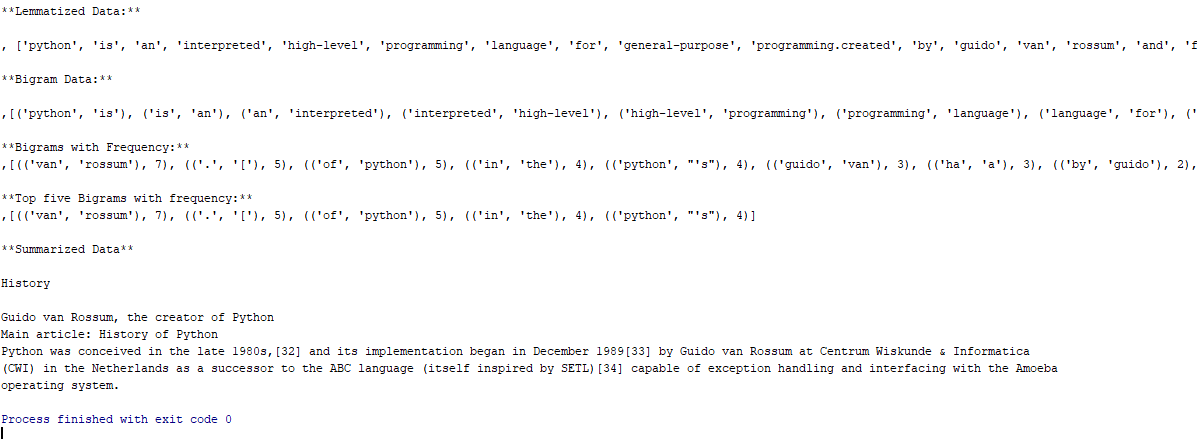 **Lemmatized Data:**
, ['python', 'is', 'an', 'interpreted', 'high-level', 'programming', 'language', 'for', 'general-purpose', 'programming.created', 'by', 'guido', 'van', 'rossum', 'and', 'f
**Bigram Data:**
,[('python', 'is'), ('is', 'an'), ('an', 'interpreted'), ('interpreted', 'high-level'), ('high-level', 'programming'), ('programming', 'language'), ('language', 'for'), ('
**Bigrams with Frequency:**
,[(('van', 'rossum'), 7), (('.', '['), 5), (('of', 'python'), 5), (('in', 'the'), 4), (('python', "'s"), 4), (('guido', 'van'), 3), (('ha', 'a'), 3), (('by', 'guido'), 2),
**Top five Bigrams with frequency:**
,[(('van', 'rossum'), 7), (('.', '['), 5), (('of', 'python'), 5), (('in', 'the'), 4), (('python', "'s"), 4)]
**Summarized Data**
History
Guido van Rossum, the creator of Python
Main article: History of Python
Python was conceived in the late 1980s,[32] and its implementation began in December 1989[33] by Guido van Rossum at Centrum Wiskunde & Informatica
(CWI) in the Netherlands as a successor to the ABC language (itself inspired by SETL)[34] capable of exception handling and interfacing with the Amoeba
operating system.
Process finished with exit code 0